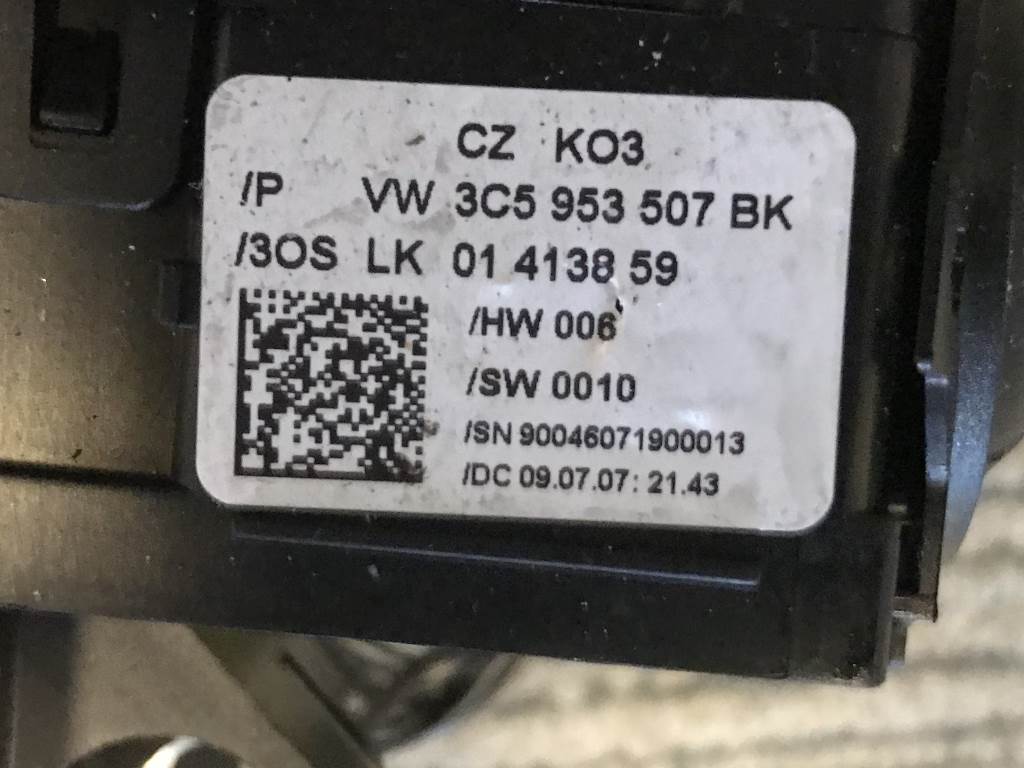 CZ KO3
/P VW 3C5 953 507 BK
/3OS LK 01 4138 59
/HW 006
/SW 0010
/SN 90046071900013
/DC 09.07.07: 21.43